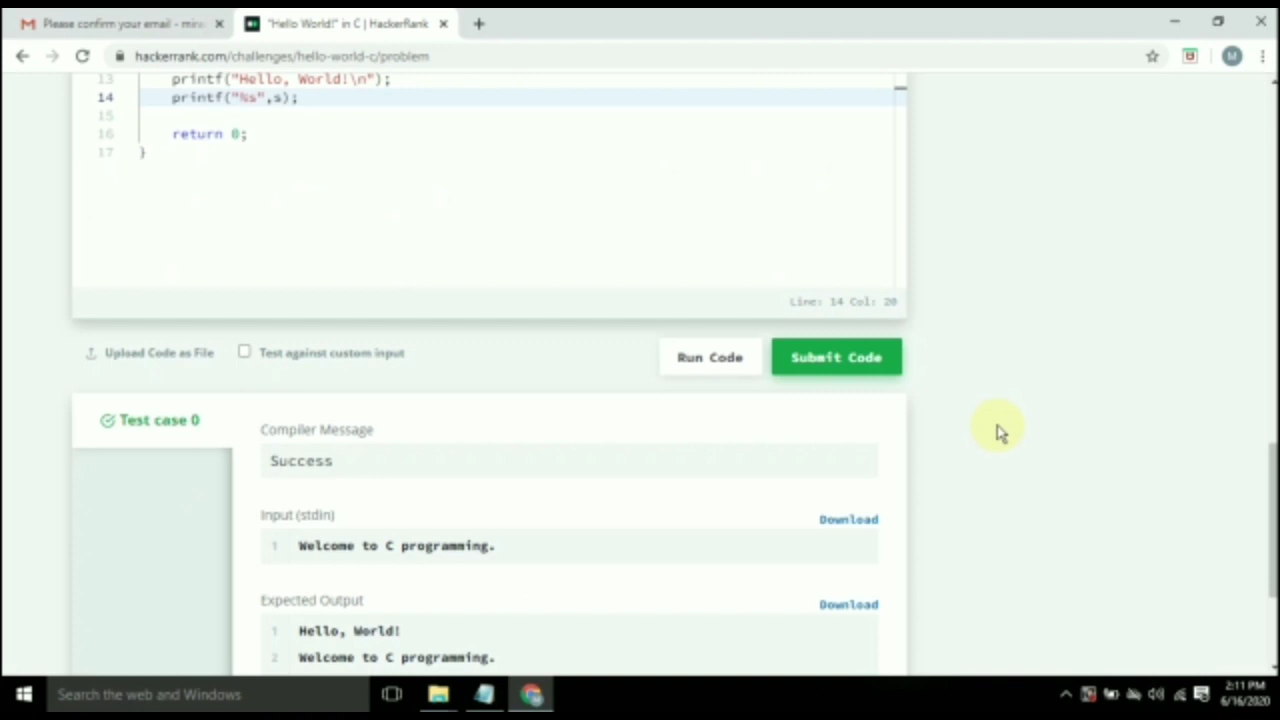 Please confirm your email - mira
"Hello World!" in C | HackerRank
hackerrank.com/challenges/hello-world-c/problem
M
13 printf("Hello, World!\n");
14 printf("%s",s);
15
16 return 0;
17 }
Line: 14 Col: 20
Upload Code as File
Test against custom input
Run Code
Submit Code
Test case 0
Compiler Message
Success
Input (stdin)
Download
1 Welcome to C programming.
Expected Output
Download
1 Hello, World!
2 Welcome to C programming.
Search the web and Windows
2:11 PM
6/16/2020